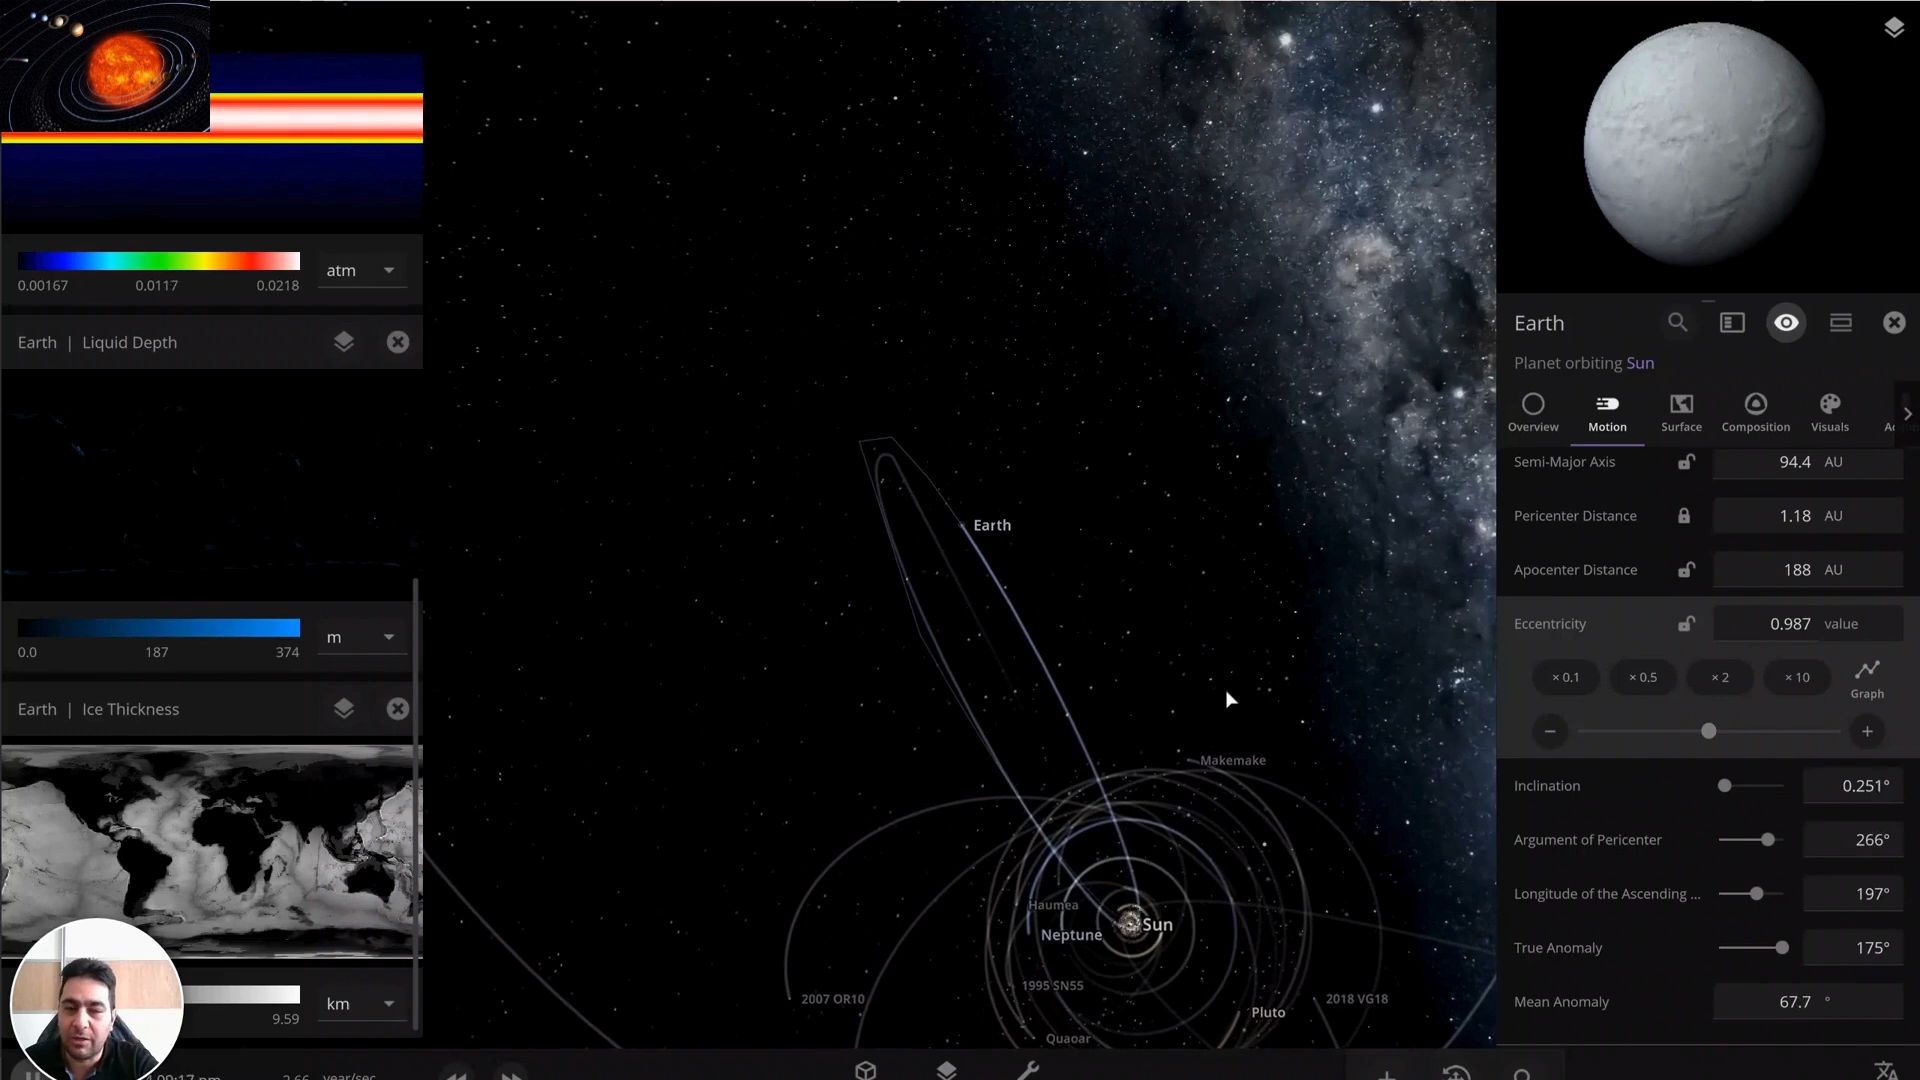 atm
0.00167 0.0117 0.0218
Earth | Liquid Depth
m
0.0 187 374
Earth | Ice Thickness
km
9.59
year/sec
Earth
Makemake
Haumea
Sun
Neptune
1995 SN55
2007 OR10
2018 VG18
Pluto
Quaoar
Earth
Planet orbiting Sun
Overview Motion Surface Composition Visuals
Semi-Major Axis 94.4 AU
Pericenter Distance 1.18 AU
Apocenter Distance 188 AU
Eccentricity 0.987 value
× 0.1 × 0.5 × 2 × 10 Graph
Inclination 0.251°
Argument of Pericenter 266°
Longitude of the Ascending ... 197°
True Anomaly 175°
Mean Anomaly 67.7 °